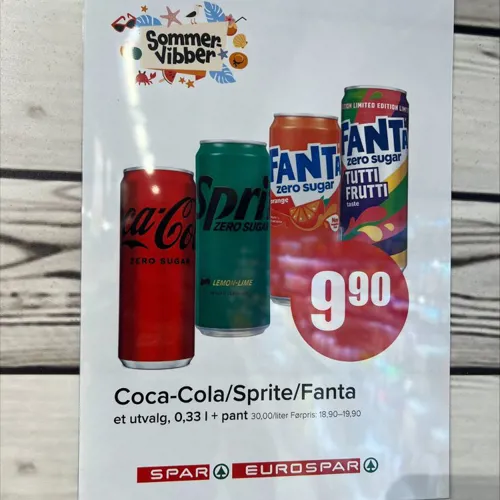 Sommer-
vibber
Coca-Cola
ZERO SUGAR
Sprite
ZERO SUGAR
LEMON-LIME
FANTA
zero sugar
orange
EDITION LIMITED EDITION LIMI
FANTA
zero sugar
TUTTI
FRUTTI
taste
9 90
Coca-Cola/Sprite/Fanta
et utvalg, 0,33 l + pant 30,00/liter Førpris: 18,90–19,90
SPAR EUROSPAR